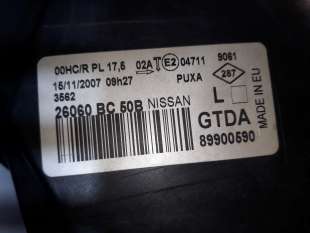 00HC/R PL 17,5 02A E2 04711
15/11/2007 09h27 PUXA
9061
287
3562
26060 BC 50B NISSAN
L
MADE IN EU
GTDA
89900590